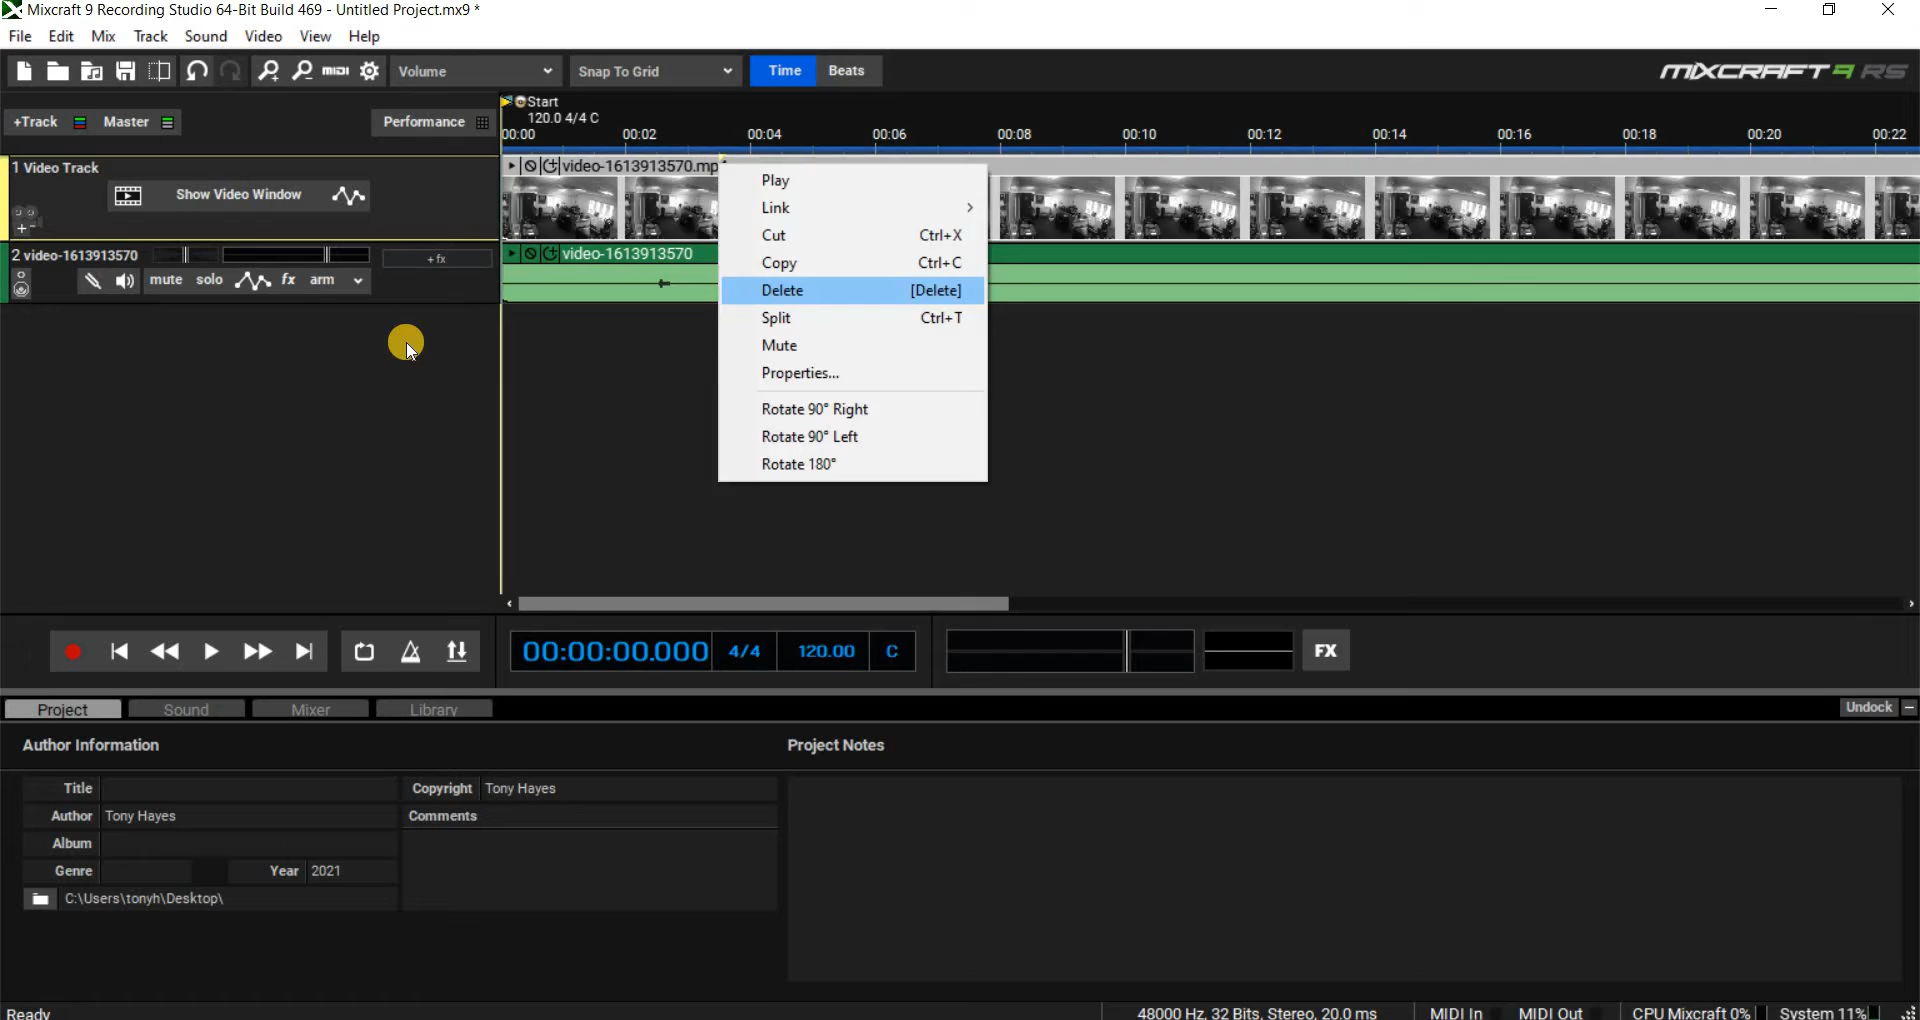 Mixcraft 9 Recording Studio 64-Bit Build 469 - Untitled Project.mx9 *
File Edit Mix Track Sound Video View Help
MIDI Volume Snap To Grid Time Beats MIXCRAFT 9 RS
Start
+Track Master Performance 120.0 4/4 C
00:00 00:02 00:04 00:06 00:08 00:10 00:12 00:14 00:16 00:18 00:20 00:22
1 Video Track video-1613913570.mp4
Show Video Window
2 video-1613913570 +fx video-1613913570
mute solo fx arm
Play
Link
Cut Ctrl+X
Copy Ctrl+C
Delete [Delete]
Split Ctrl+T
Mute
Properties...
Rotate 90° Right
Rotate 90° Left
Rotate 180°
00:00:00.000 4/4 120.00 C FX
Project Sound Mixer Library Undock
Author Information Project Notes
Title Copyright Tony Hayes
Author Tony Hayes Comments
Album
Genre Year 2021
C:\Users\tonyh\Desktop\
Ready 48000 Hz, 32 Bits, Stereo, 20.0 ms MIDI In MIDI Out CPU Mixcraft 0% System 11%